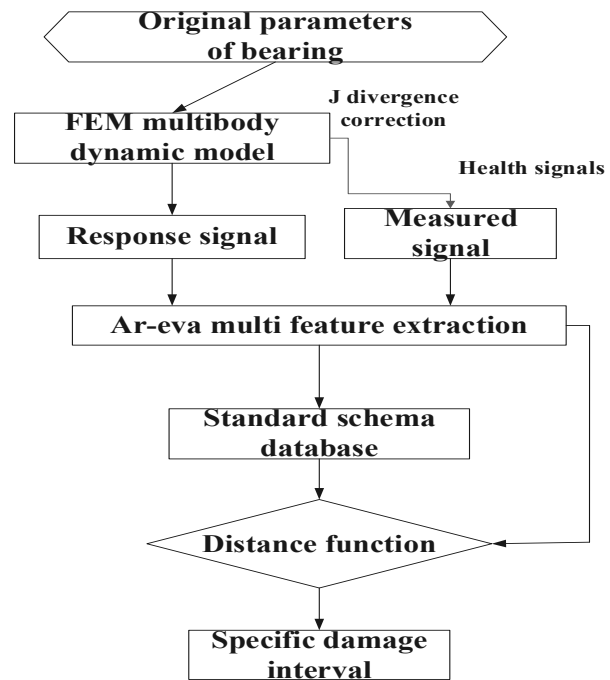 Original parameters
of bearing
J divergence
correction
FEM multibody
dynamic model
Health signals
Response signal
Measured
signal
Ar-eva multi feature extraction
Standard schema
database
Distance function
Specific damage
interval